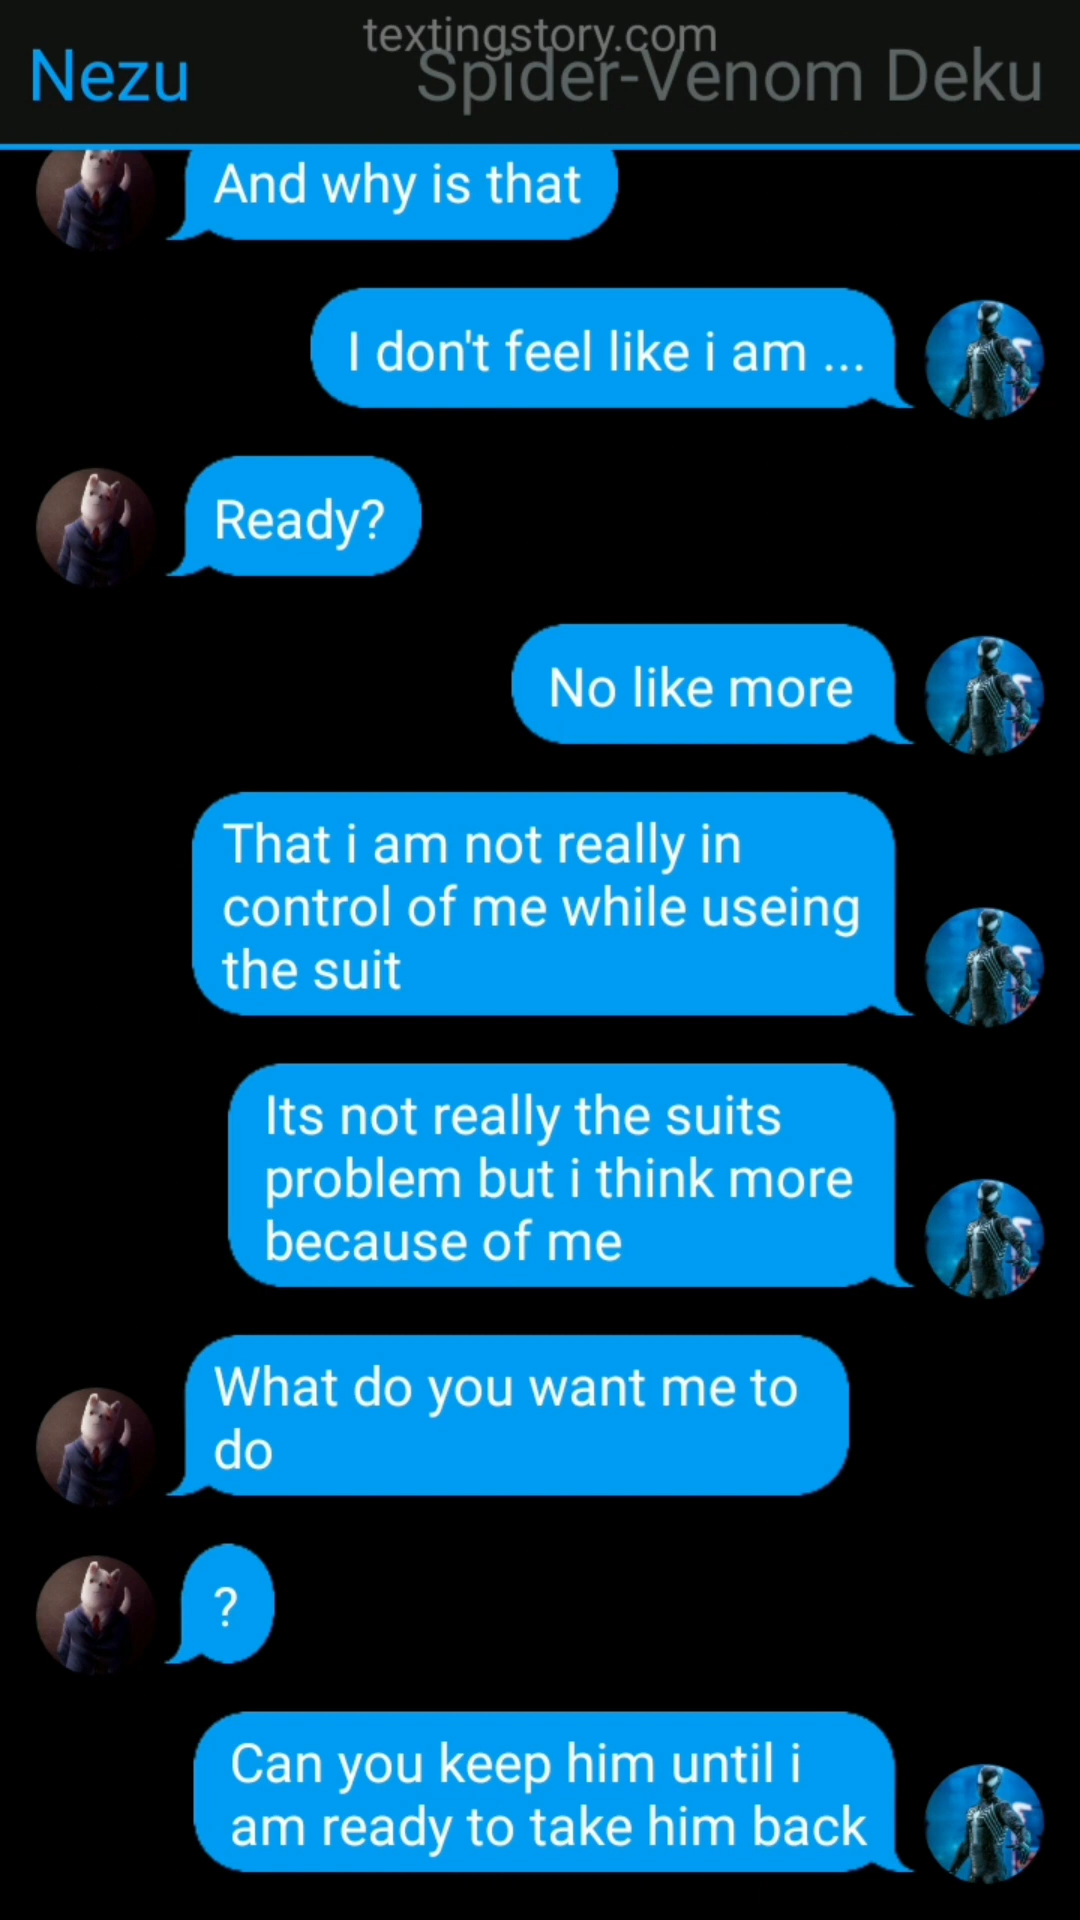 textingstory.com
Nezu
Spider-Venom Deku
And why is that
I don't feel like i am ...
Ready?
No like more
That i am not really in
control of me while useing
the suit
Its not really the suits
problem but i think more
because of me
What do you want me to
do
?
Can you keep him until i
am ready to take him back